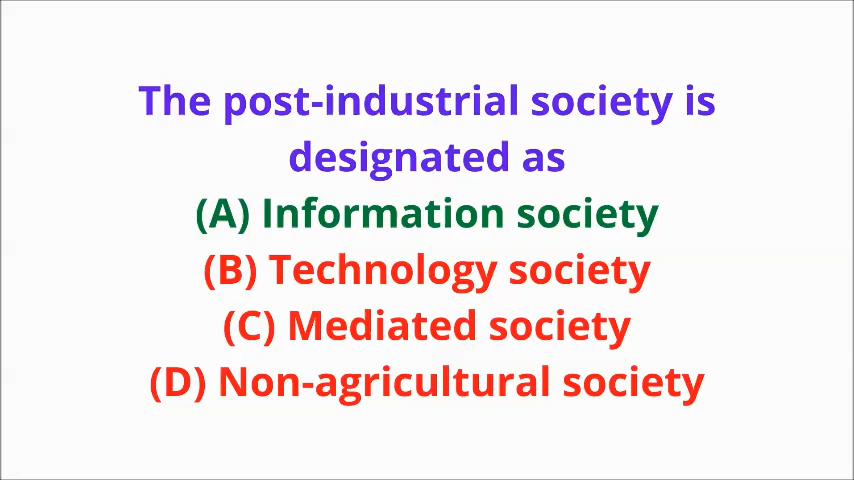 The post-industrial society is
designated as
(A) Information society
(B) Technology society
(C) Mediated society
(D) Non-agricultural society